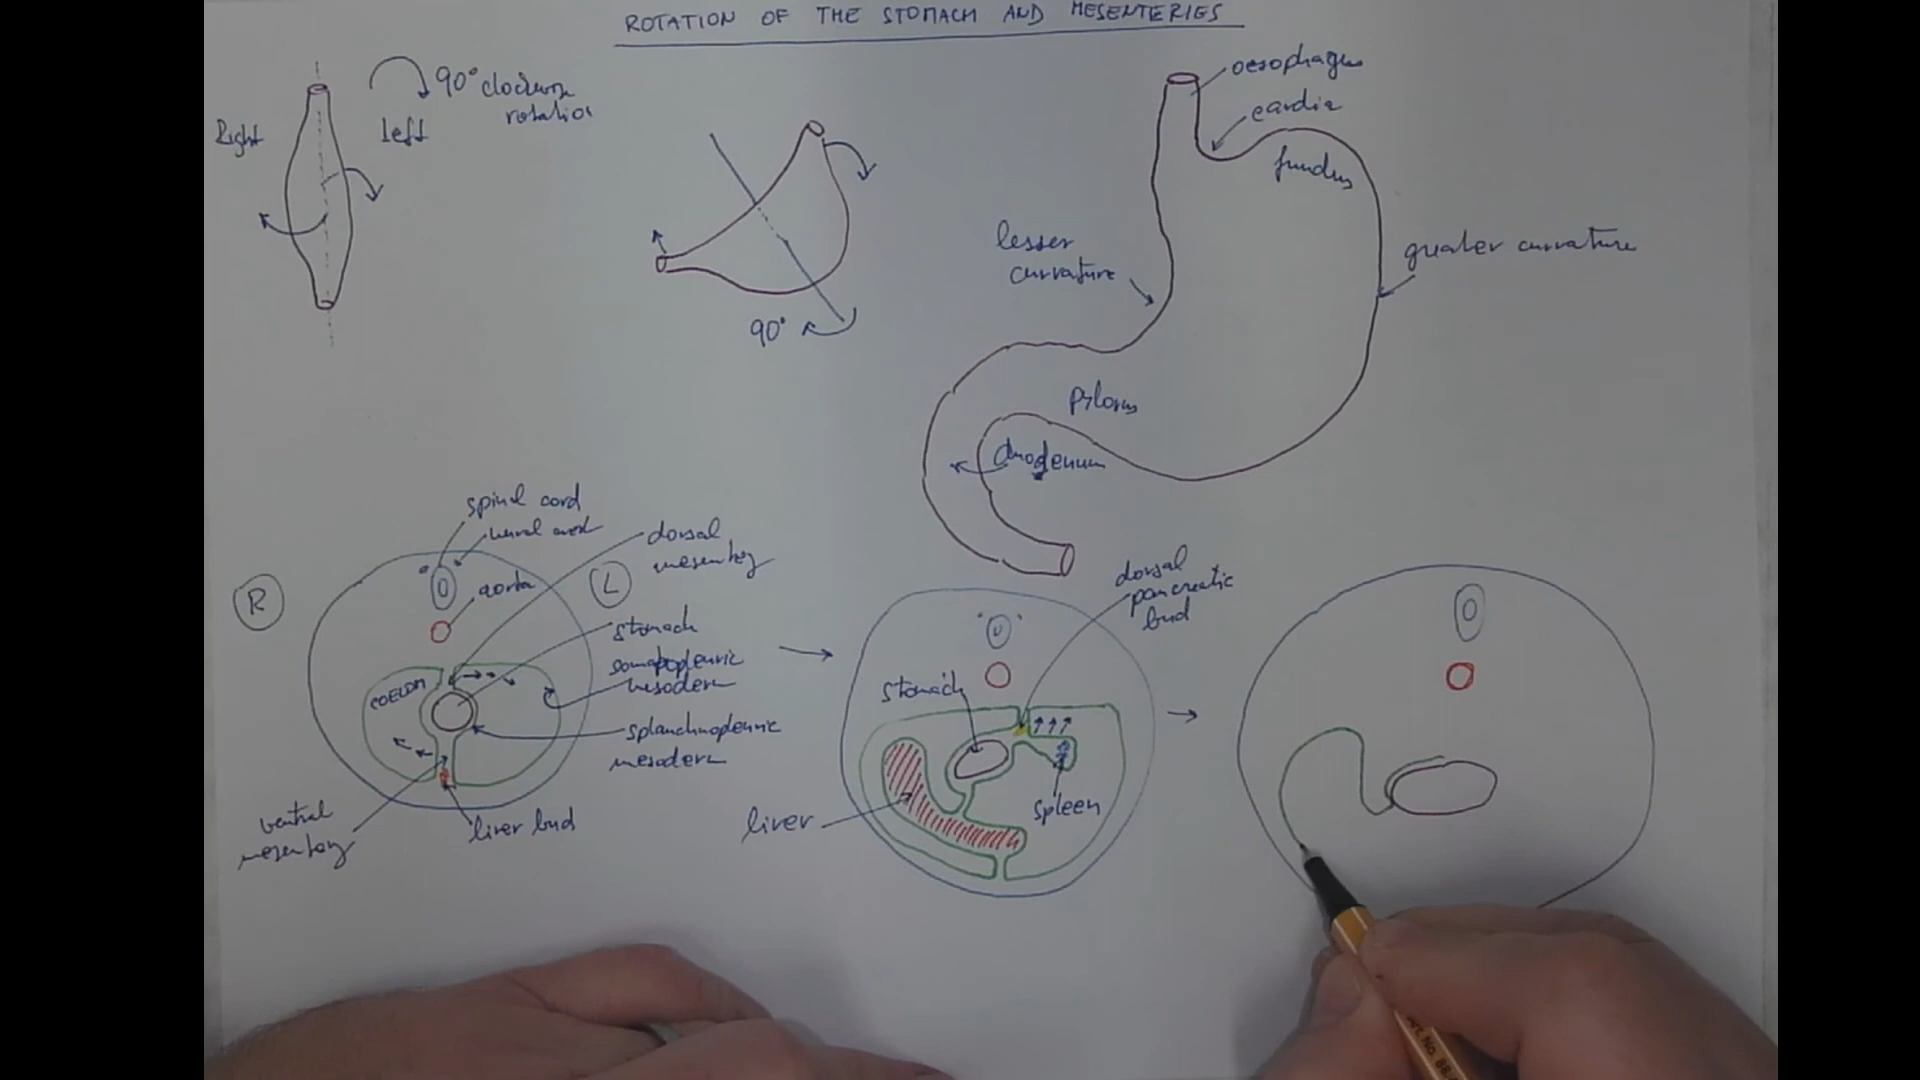 ROTATION OF THE STOMACH AND MESENTERIES
90° clockwise
rotation
Right
left
90°
oesophagus
cardia
fundus
lesser
curvature
greater curvature
pylorus
duodenum
spinal cord
dorsal
mesentery
R
L
aorta
stomach
COELOM
somatopleuric
mesoderm
splanchnopleuric
mesoderm
ventral
mesentery
liver bud
dorsal
pancreatic
bud
stomach
liver
spleen